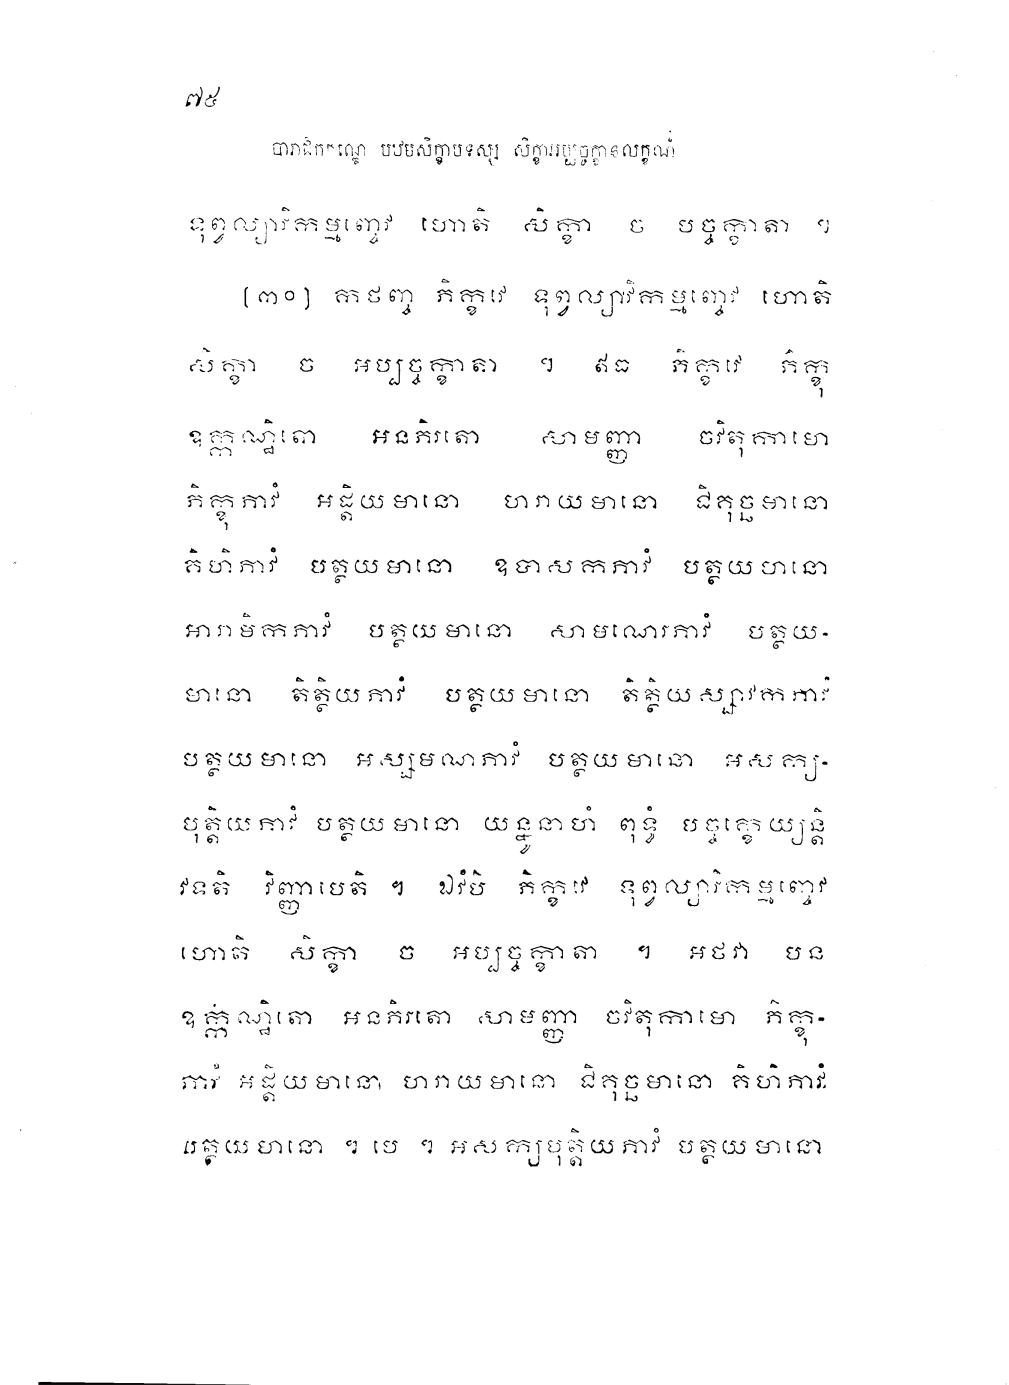 ៧៥
បារាជិកកណ្ឌេ បឋមសិក្ខាបទស្ស សិក្ខាអប្បច្ចក្ខានលក្ខណំ
ទុព្វល្យាវិកម្មញ្ចេវ ហោតិ សិក្ខា ច បច្ចក្ខាតា ។
(៣០) កថញ្ច ភិក្ខវេ ទុព្វល្យាវិកម្មញ្ចេវ ហោតិ
សិក្ខា ច អប្បច្ចក្ខាតា ។ ឥធ ភិក្ខវេ ភិក្ខុ
ឧក្កណ្ឋិតោ អនភិរតោ សាមញ្ញា ចវិតុកាមោ
ភិក្ខុភាវំ អដ្តិយមានោ ហរាយមានោ ជិគុច្ឆមានោ
គិហិភាវំ បត្ថយមានោ ឧបាសកភាវំ បត្ថយមានោ
អារាមិកភាវំ បត្ថយមានោ សាមណេរភាវំ បត្ថយ-
មានោ តិត្ថិយភាវំ បត្ថយមានោ តិត្ថិយស្សាវកភាវំ
បត្ថយមានោ អស្សមណភាវំ បត្ថយមានោ អសក្យ-
បុត្តិយភាវំ បត្ថយមានោ យន្នូនាហំ ពុទ្ធំ បច្ចក្ខេយ្យន្តិ
វទតិ វិញ្ញាបេតិ ។ ឯវំបិ ភិក្ខវេ ទុព្វល្យាវិកម្មញ្ចេវ
ហោតិ សិក្ខា ច អប្បច្ចក្ខាតា ។ អថវា បន
ឧក្កណ្ឋិតោ អនភិរតោ សាមញ្ញា ចវិតុកាមោ ភិក្ខុ-
ភាវំ អដ្តិយមានោ ហរាយមានោ ជិគុច្ឆមានោ គិហិភាវំ
បត្ថយមានោ ។ បេ ។ អសក្យបុត្តិយភាវំ បត្ថយមានោ